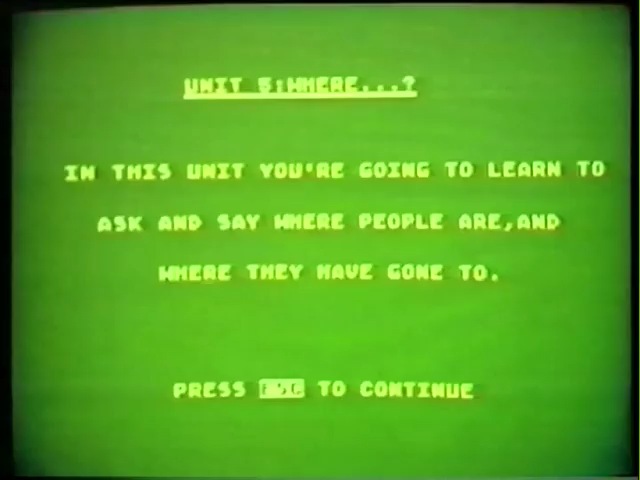 UNIT 5:WHERE...?
IN THIS UNIT YOU'RE GOING TO LEARN TO
ASK AND SAY WHERE PEOPLE ARE,AND
WHERE THEY HAVE GONE TO.
PRESS ESC TO CONTINUE